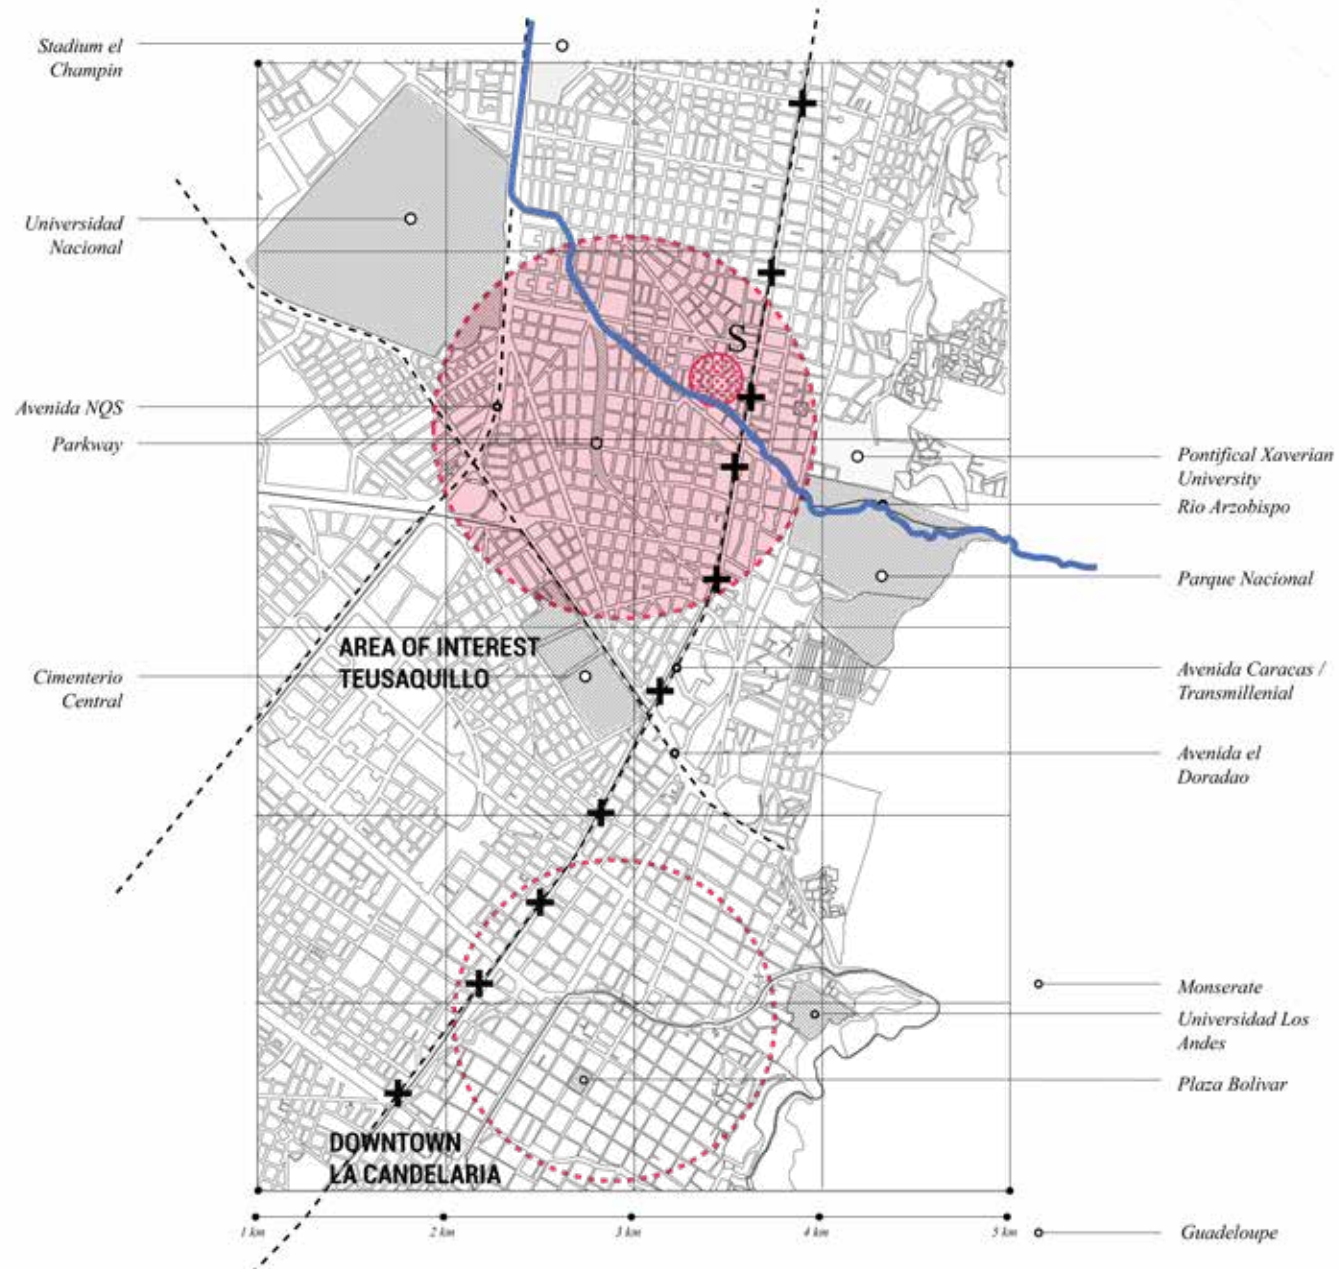 Stadium el
Champin
Universidad
Nacional
S
Avenida NQS
Parkway
Pontifical Xaverian
University
Rio Arzobispo
Parque Nacional
AREA OF INTEREST
TEUSAQUILLO
Cimenterio
Central
Avenida Caracas /
Transmillenial
Avenida el
Doradao
Monserate
Universidad Los
Andes
Plaza Bolivar
DOWNTOWN
LA CANDELARIA
1 km
2 km
3 km
4 km
5 km
Guadeloupe